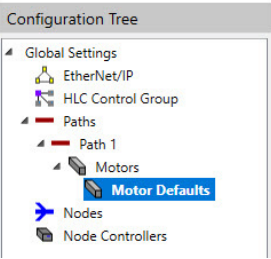 Configuration Tree
Global Settings
EtherNet/IP
HLC Control Group
Paths
Path 1
Motors
Motor Defaults
Nodes
Node Controllers